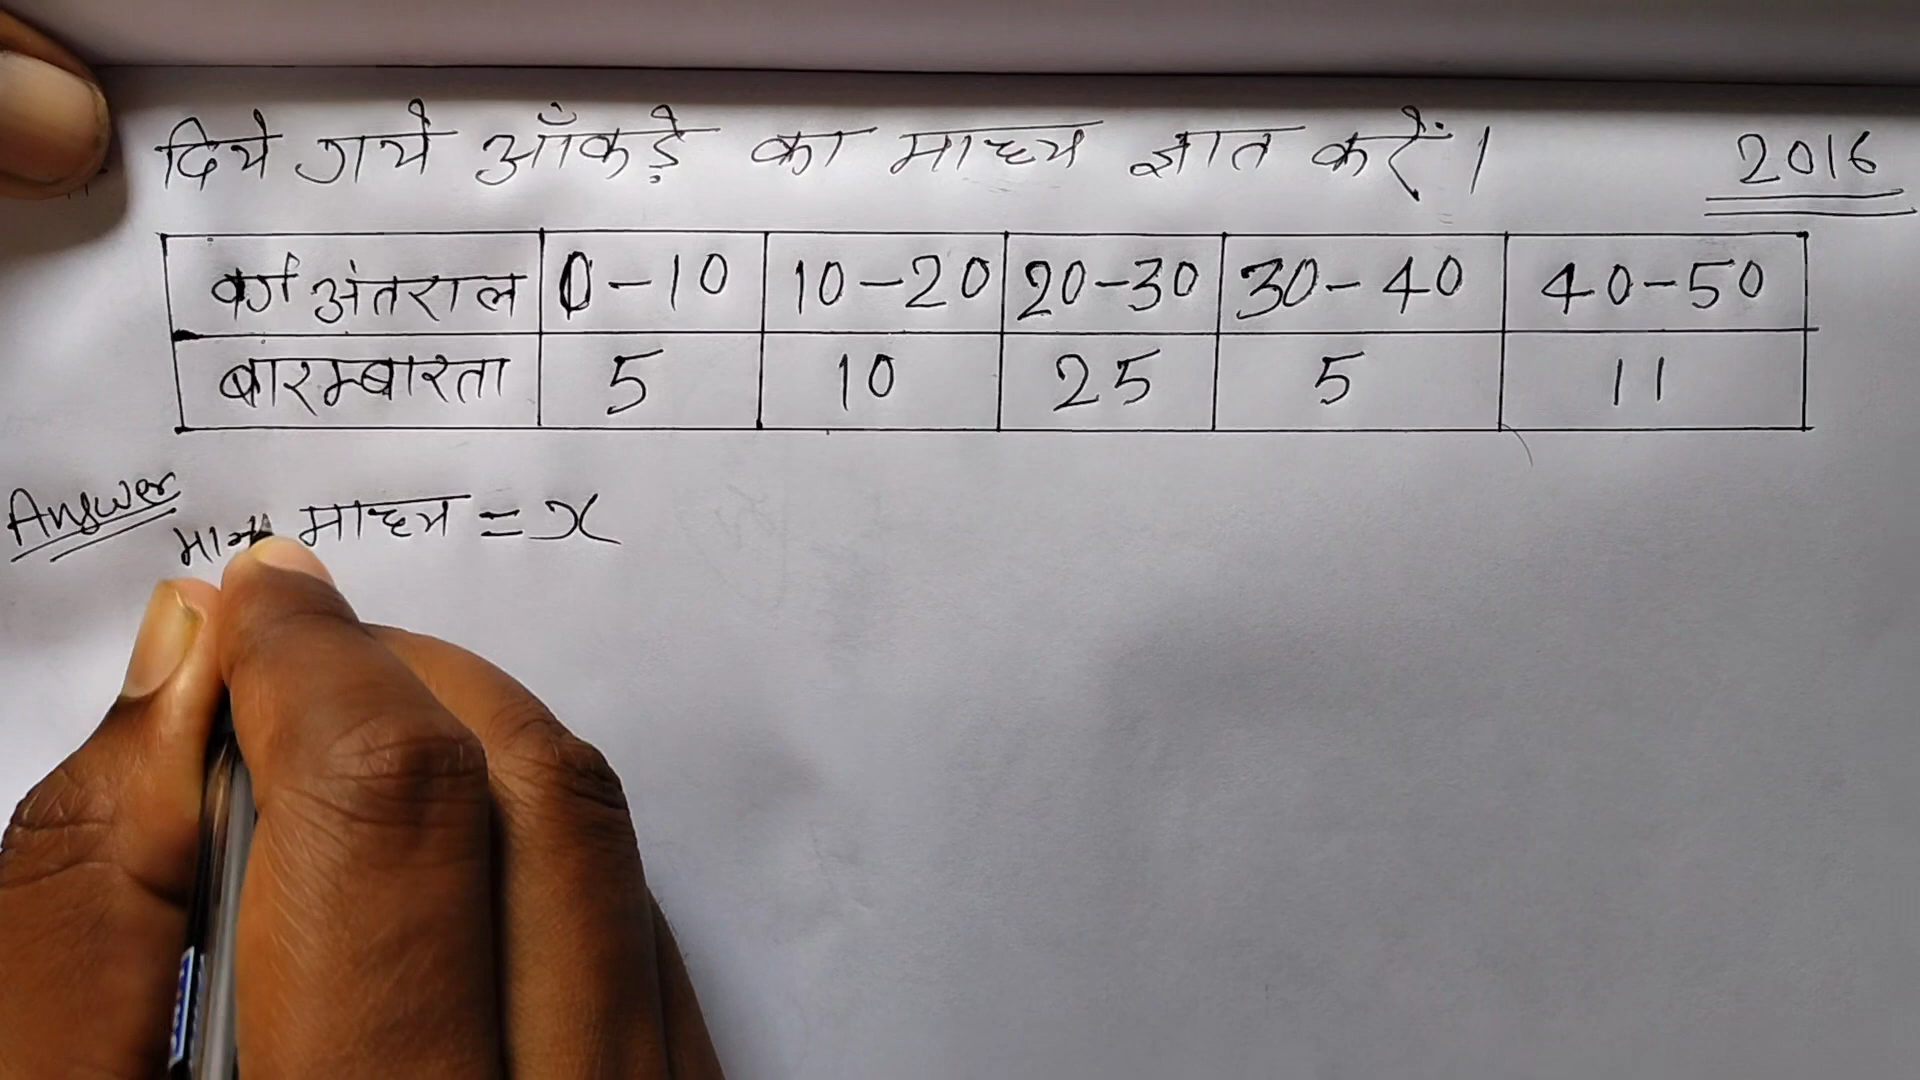 दिये गये आँकड़े का माध्य ज्ञात करें। 2016
वर्ग अंतराल 0-10 10-20 20-30 30-40 40-50
बारम्बारता 5 10 25 5 11
Answer
माध्य = x